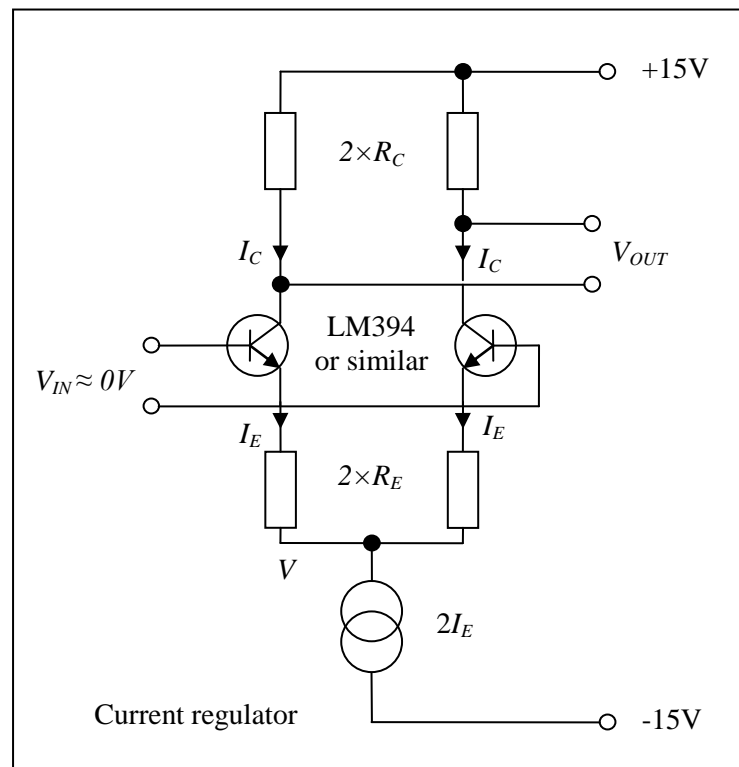 +15V
2×R_C
I_C
I_C
V_OUT
LM394
or similar
V_IN ≈ 0V
I_E
I_E
2×R_E
V
2I_E
Current regulator
-15V